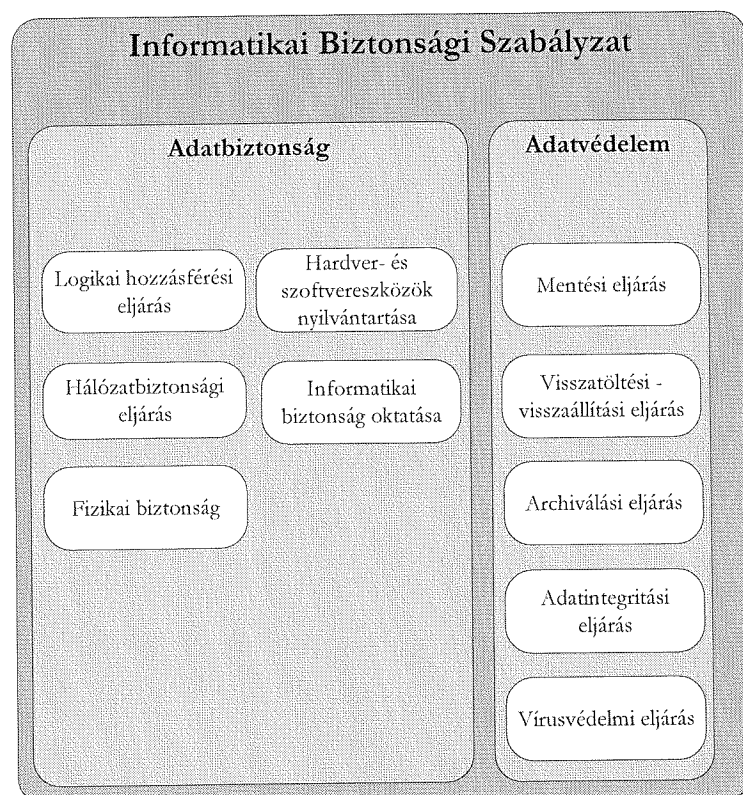 Informatikai Biztonsági Szabályzat
Adatbiztonság
Logikai hozzásférési
eljárás
Hardver- és
szoftvereszközök
nyilvántartása
Hálózatbiztonsági
eljárás
Informatikai
biztonság oktatása
Fizikai biztonság
Adatvédelem
Mentési eljárás
Visszatöltési -
visszaállítási eljárás
Archiválási eljárás
Adatintegritási
eljárás
Vírusvédelmi eljárás